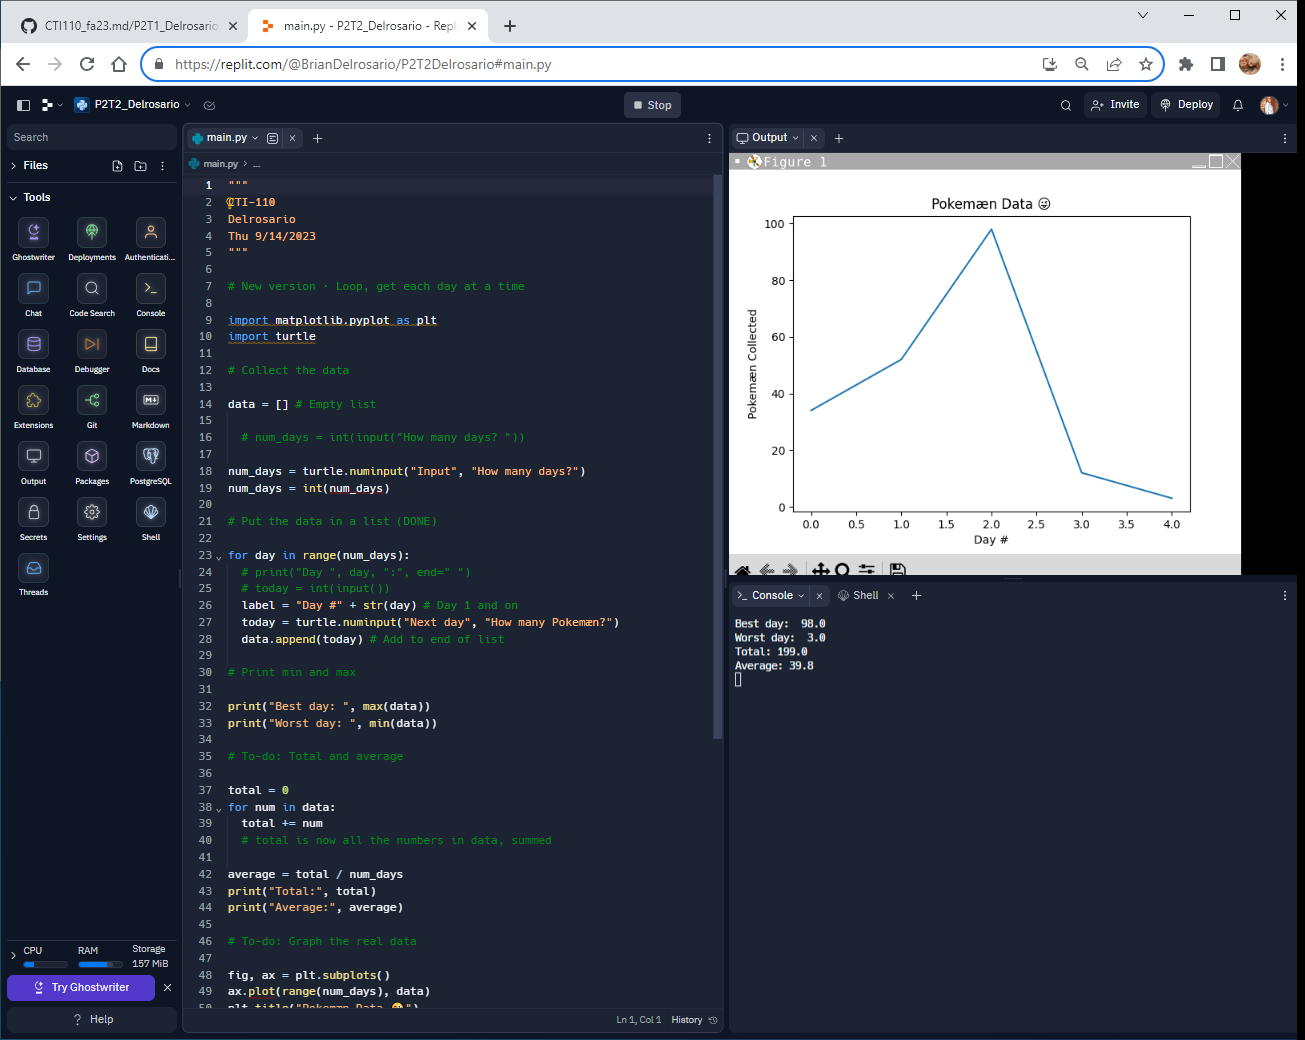 CTI110_fa23.md/P2T1_Delrosario
main.py - P2T2_Delrosario - Repli
https://replit.com/@BrianDelrosario/P2T2Delrosario#main.py
P2T2_Delrosario
Stop
Invite
Deploy
Search
Files
Tools
Ghostwriter
Deployments
Authenticati...
Chat
Code Search
Console
Database
Debugger
Docs
Extensions
Git
Markdown
Output
Packages
PostgreSQL
Secrets
Settings
Shell
Threads
CPU
RAM
Storage
157 MiB
Try Ghostwriter
? Help
main.py
main.py > ...
1 """
2 CTI-110
3 Delrosario
4 Thu 9/14/2023
5 """
6
7 # New version · Loop, get each day at a time
8
9 import matplotlib.pyplot as plt
10 import turtle
11
12 # Collect the data
13
14 data = [] # Empty list
15
16 # num_days = int(input("How many days? "))
17
18 num_days = turtle.numinput("Input", "How many days?")
19 num_days = int(num_days)
20
21 # Put the data in a list (DONE)
22
23 for day in range(num_days):
24 # print("Day ", day, ":", end=" ")
25 # today = int(input())
26 label = "Day #" + str(day) # Day 1 and on
27 today = turtle.numinput("Next day", "How many Pokemæn?")
28 data.append(today) # Add to end of list
29
30 # Print min and max
31
32 print("Best day: ", max(data))
33 print("Worst day: ", min(data))
34
35 # To-do: Total and average
36
37 total = 0
38 for num in data:
39 total += num
40 # total is now all the numbers in data, summed
41
42 average = total / num_days
43 print("Total:", total)
44 print("Average:", average)
45
46 # To-do: Graph the real data
47
48 fig, ax = plt.subplots()
49 ax.plot(range(num_days), data)
50 plt.title("Pokemæn Data 😜")
Ln 1, Col 1 History
Output
Figure 1
Pokemæn Data 😜
100
80
60
40
20
0
Pokemæn Collected
0.0 0.5 1.0 1.5 2.0 2.5 3.0 3.5 4.0
Day #
Console
Shell
Best day:  98.0
Worst day:  3.0
Total: 199.0
Average: 39.8